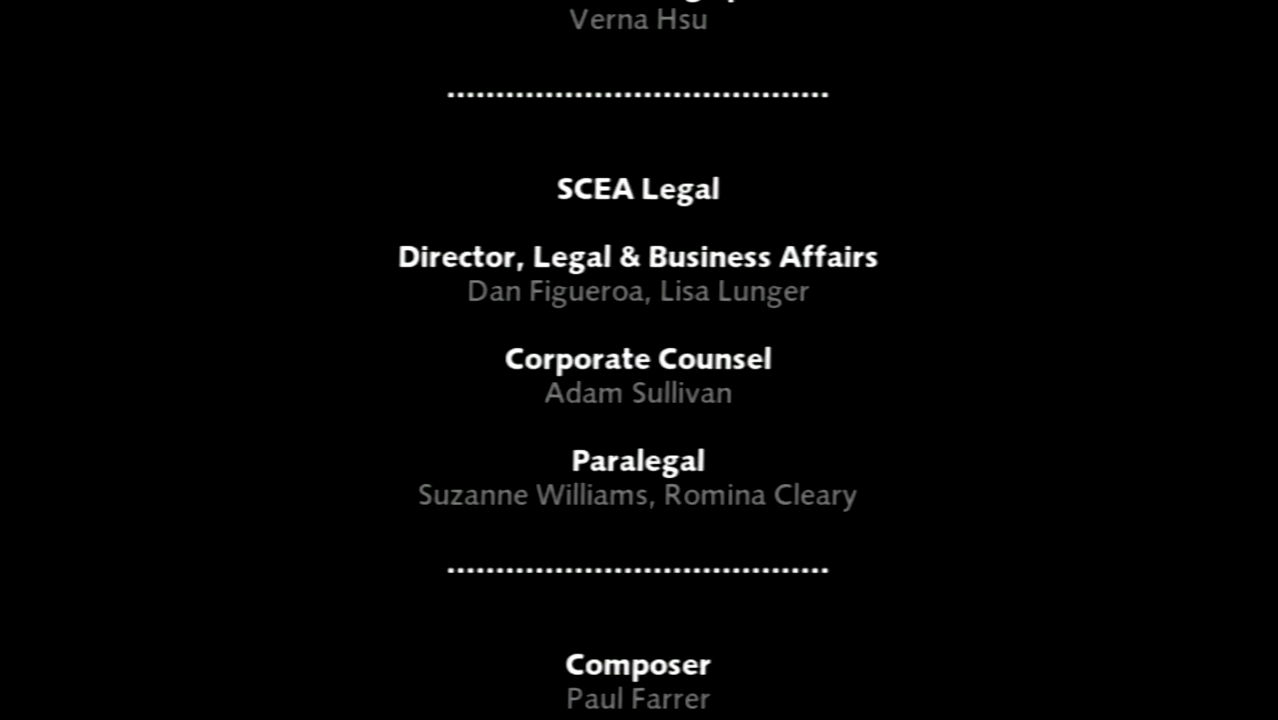 Verna Hsu
SCEA Legal
Director, Legal & Business Affairs
Dan Figueroa, Lisa Lunger
Corporate Counsel
Adam Sullivan
Paralegal
Suzanne Williams, Romina Cleary
Composer
Paul Farrer